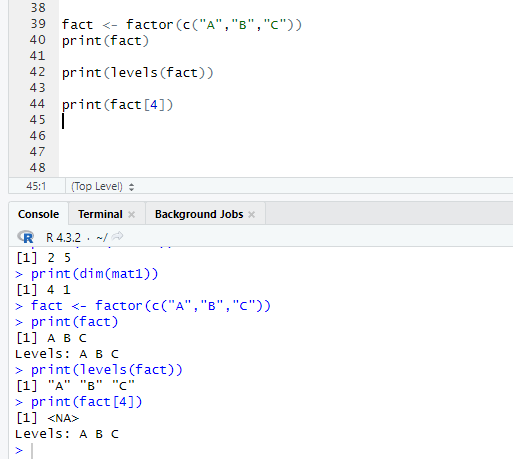 38
39 fact <- factor(c("A","B","C"))
40 print(fact)
41
42 print(levels(fact))
43
44 print(fact[4])
45
46
47
48
45:1 (Top Level)
Console Terminal × Background Jobs ×
R R 4.3.2 · ~/
[1] 2 5
> print(dim(mat1))
[1] 4 1
> fact <- factor(c("A","B","C"))
> print(fact)
[1] A B C
Levels: A B C
> print(levels(fact))
[1] "A" "B" "C"
> print(fact[4])
[1] <NA>
Levels: A B C
>